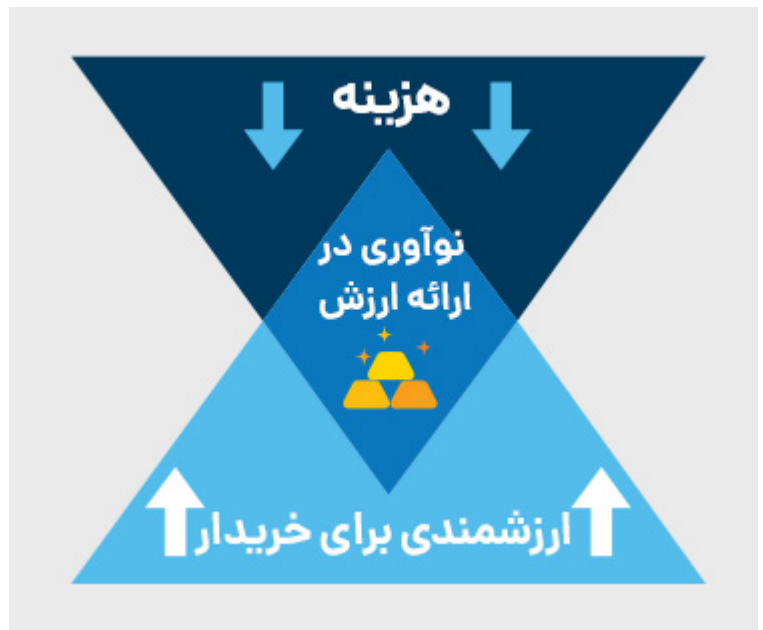 هزینه
نوآوری در
ارائه ارزش
ارزشمندی برای خریدار